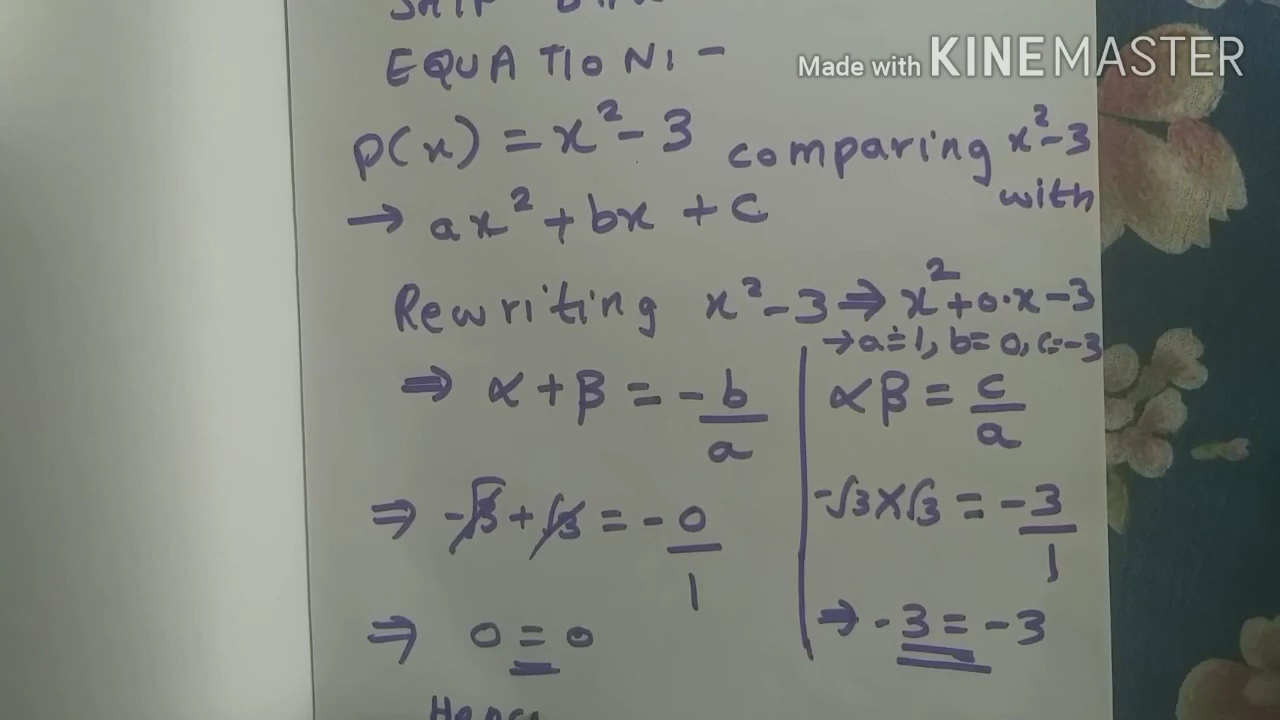 EQUATION:-
Made with KINEMASTER
p(x) = x² - 3 comparing x² - 3
with
→ ax² + bx + c
Rewriting x² - 3 ⇒ x² + 0·x - 3
→ a = 1, b = 0, c = -3
⇒ α + β = -b/a
αβ = c/a
⇒ -√3 + √3 = -0/1
-√3 × √3 = -3/1
⇒ 0 = 0
⇒ -3 = -3